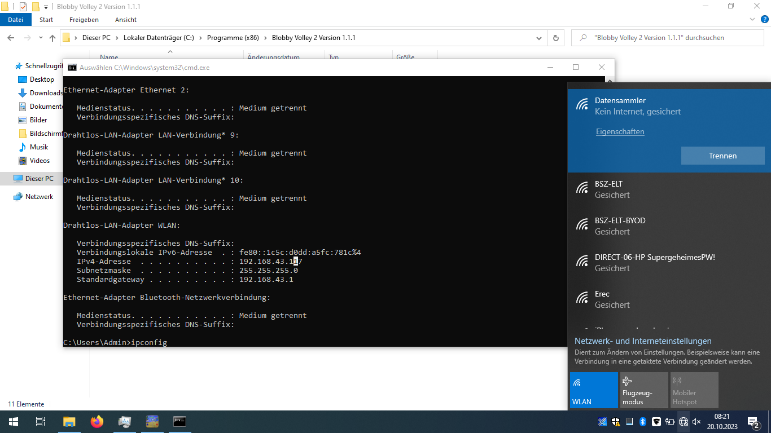 Blobby Volley 2 Version 1.1.1
Datei Start Freigeben Ansicht
Dieser PC > Lokaler Datenträger (C:) > Programme (x86) > Blobby Volley 2 Version 1.1.1
"Blobby Volley 2 Version 1.1.1" durchsuchen
Name Änderungsdatum Typ Größe
Schnellzugrif
Desktop
Downloads
Dokumente
Bilder
Bildschirm
Musik
Videos
Dieser PC
Netzwerk
11 Elemente
Auswählen C:\Windows\system32\cmd.exe
Ethernet-Adapter Ethernet 2:
Medienstatus. . . . . . . . . . . : Medium getrennt
Verbindungsspezifisches DNS-Suffix:
Drahtlos-LAN-Adapter LAN-Verbindung* 9:
Medienstatus. . . . . . . . . . . : Medium getrennt
Verbindungsspezifisches DNS-Suffix:
Drahtlos-LAN-Adapter LAN-Verbindung* 10:
Medienstatus. . . . . . . . . . . : Medium getrennt
Verbindungsspezifisches DNS-Suffix:
Drahtlos-LAN-Adapter WLAN:
Verbindungsspezifisches DNS-Suffix:
Verbindungslokale IPv6-Adresse . : fe80::1c5c:d0dd:a5fc:781c%4
IPv4-Adresse . . . . . . . . . . :
Subnetzmaske . . . . . . . . . . : 255.255.255.0
Standardgateway . . . . . . . . . : 192.168.43.1
Ethernet-Adapter Bluetooth-Netzwerkverbindung:
Medienstatus. . . . . . . . . . . : Medium getrennt
Verbindungsspezifisches DNS-Suffix:
C:\Users\Admin>ipconfig
Datensammler
Kein Internet, gesichert
Eigenschaften
Trennen
BSZ-ELT
Gesichert
BSZ-ELT-BYOD
Gesichert
DIRECT-06-HP SupergeheimesPW!
Gesichert
Erec
Gesichert
Netzwerk- und Interneteinstellungen
Dient zum Ändern von Einstellungen. Beispielsweise kann eine
Verbindung in eine getaktete Verbindung geändert werden.
WLAN
Flugzeug-
modus
Mobiler
Hotspot
08:21
20.10.2023
2